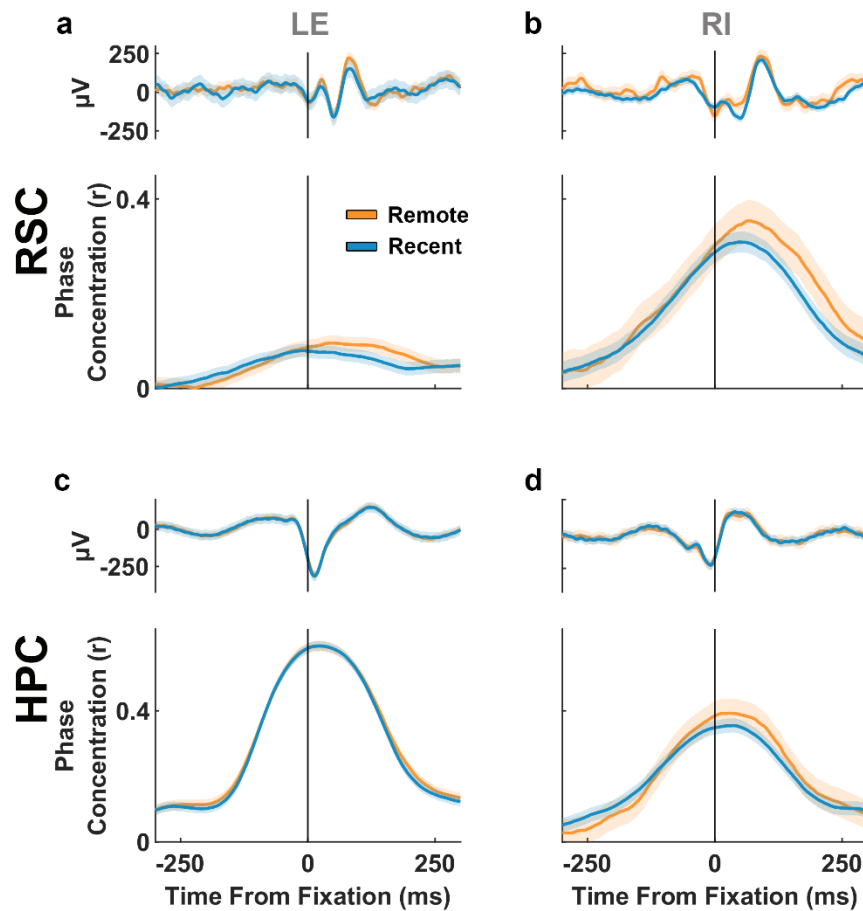 a
LE
b
RI
250
0
-250
µV
RSC
Phase
Concentration (r)
0.4
0
Remote
Recent
c
d
0
-250
µV
HPC
Phase
Concentration (r)
0.4
0
-250 0 250
-250 0 250
Time From Fixation (ms)
Time From Fixation (ms)